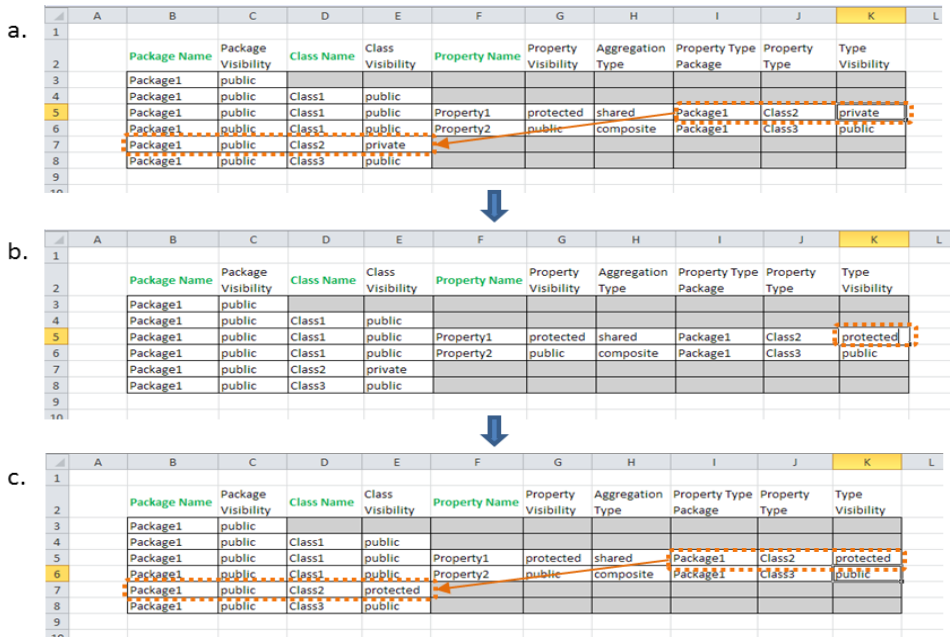 a.
A B C D E F G H I J K L
1
2 Package Name Package Visibility Class Name Class Visibility Property Name Property Visibility Aggregation Type Property Type Package Property Type Type Visibility
3 Package1 public
4 Package1 public Class1 public
5 Package1 public Class1 public Property1 protected shared Package1 Class2 private
6 Package1 public Class1 public Property2 public composite Package1 Class3 public
7 Package1 public Class2 private
8 Package1 public Class3 public
9
10
b.
A B C D E F G H I J K L
1
2 Package Name Package Visibility Class Name Class Visibility Property Name Property Visibility Aggregation Type Property Type Package Property Type Type Visibility
3 Package1 public
4 Package1 public Class1 public
5 Package1 public Class1 public Property1 protected shared Package1 Class2 protected
6 Package1 public Class1 public Property2 public composite Package1 Class3 public
7 Package1 public Class2 private
8 Package1 public Class3 public
9
10
c.
A B C D E F G H I J K L
1
2 Package Name Package Visibility Class Name Class Visibility Property Name Property Visibility Aggregation Type Property Type Package Property Type Type Visibility
3 Package1 public
4 Package1 public Class1 public
5 Package1 public Class1 public Property1 protected shared Package1 Class2 protected
6 Package1 public Class1 public Property2 public composite Package1 Class3 public
7 Package1 public Class2 protected
8 Package1 public Class3 public
9
10